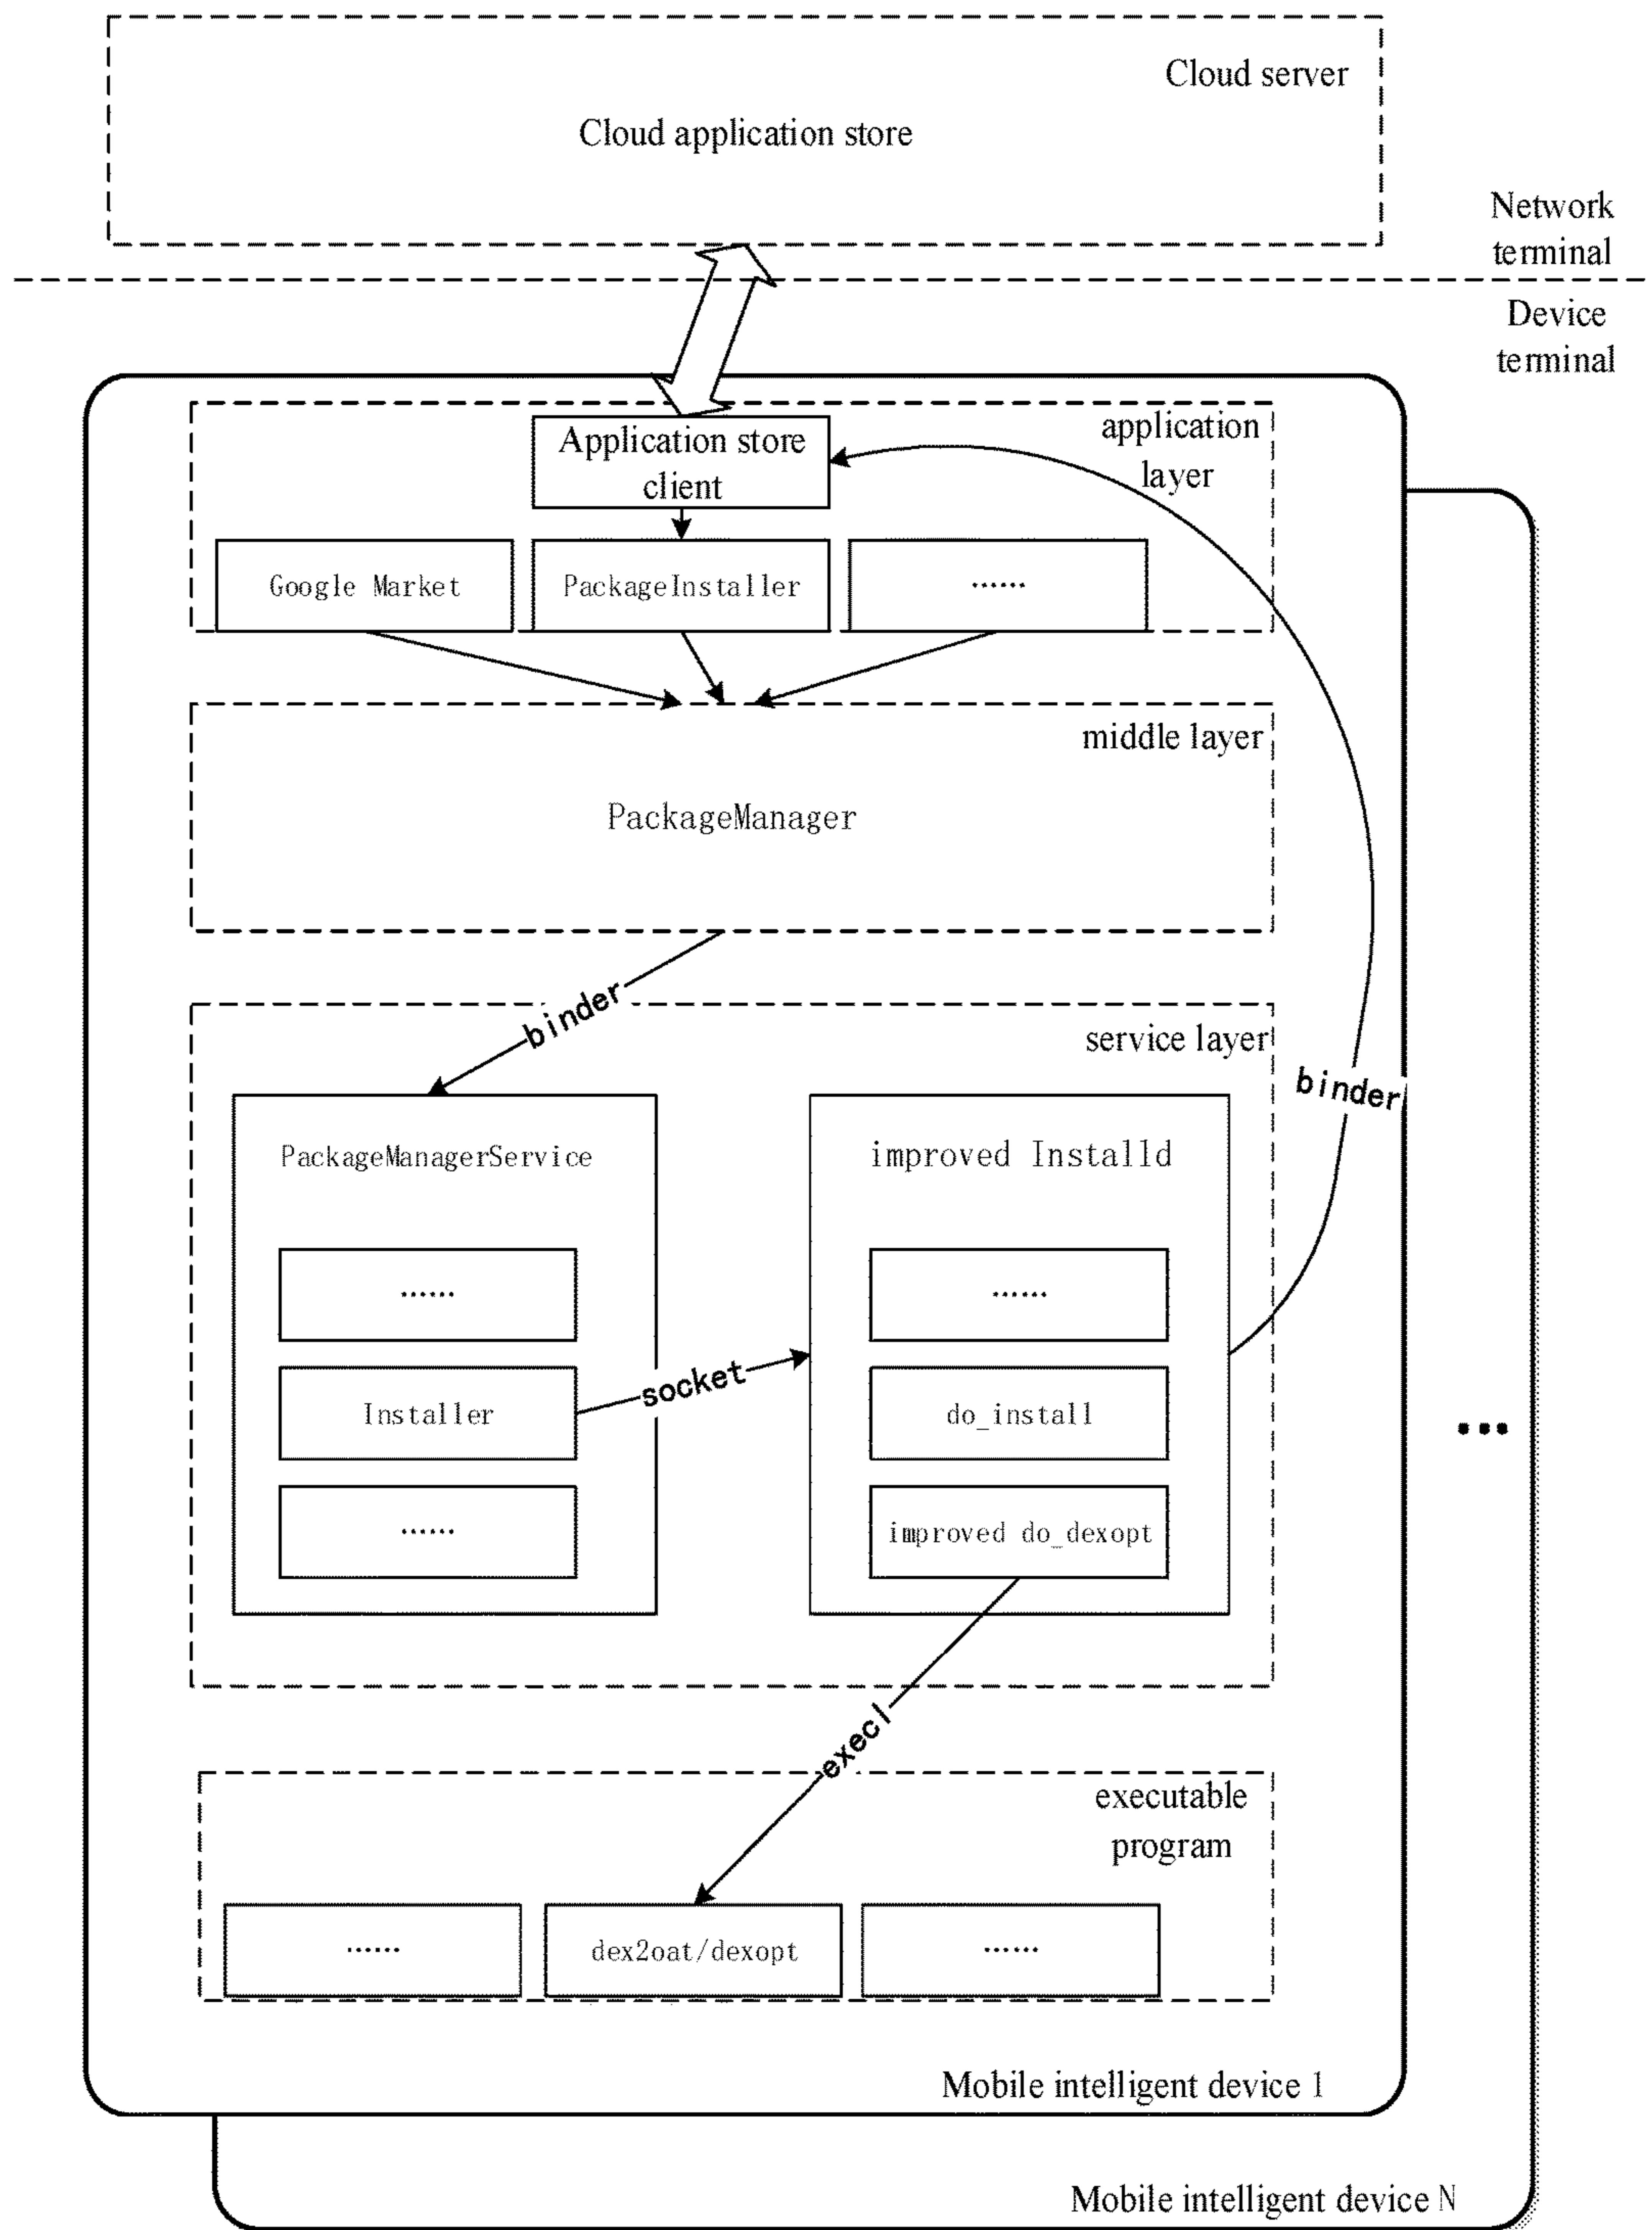 Cloud server
Cloud application store
Network
terminal
Device
terminal
application
layer
Application store
client
Google Market
PackageInstaller
......
middle layer
PackageManager
binder
service layer
binder
PackageManagerService
improved Installd
......
......
socket
Installer
do_install
...
......
improved do_dexopt
execl
executable
program
......
dex2oat/dexopt
......
Mobile intelligent device 1
Mobile intelligent device N